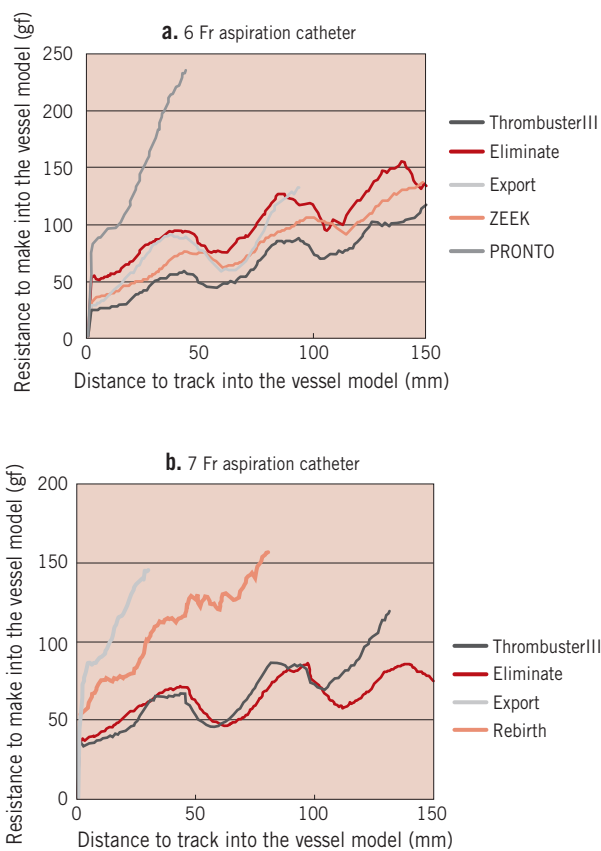 a. 6 Fr aspiration catheter
Resistance to make into the vessel model (gf)
250
200
150
100
50
0
0 50 100 150
Distance to track into the vessel model (mm)
ThrombusterIII
Eliminate
Export
ZEEK
PRONTO
b. 7 Fr aspiration catheter
Resistance to make into the vessel model (gf)
200
150
100
50
0
0 50 100 150
Distance to track into the vessel model (mm)
ThrombusterIII
Eliminate
Export
Rebirth